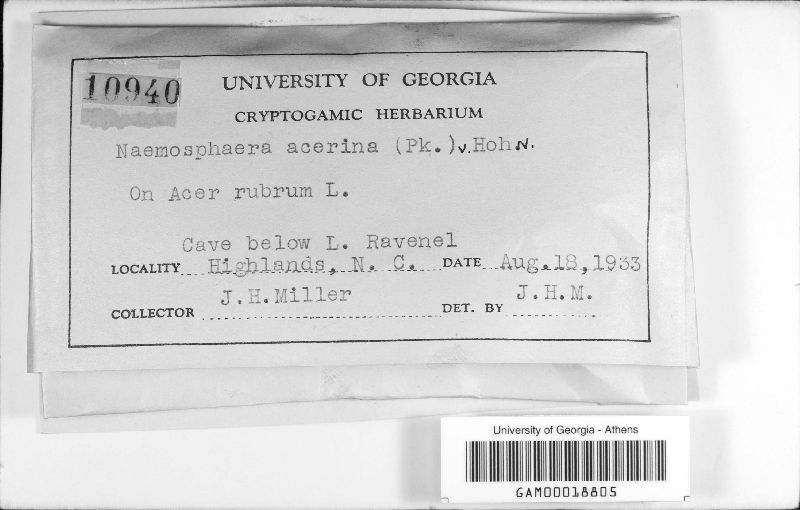 10940
UNIVERSITY OF GEORGIA
CRYPTOGAMIC HERBARIUM
Naemosphaera acerina (Pk.)v.HohN.
On Acer rubrum L.
Cave below L. Ravenel
LOCALITY Highlands, N. C. DATE Aug.18,1933
J.H.Miller J.H.M.
COLLECTOR DET. BY
University of Georgia - Athens
GAM00018805